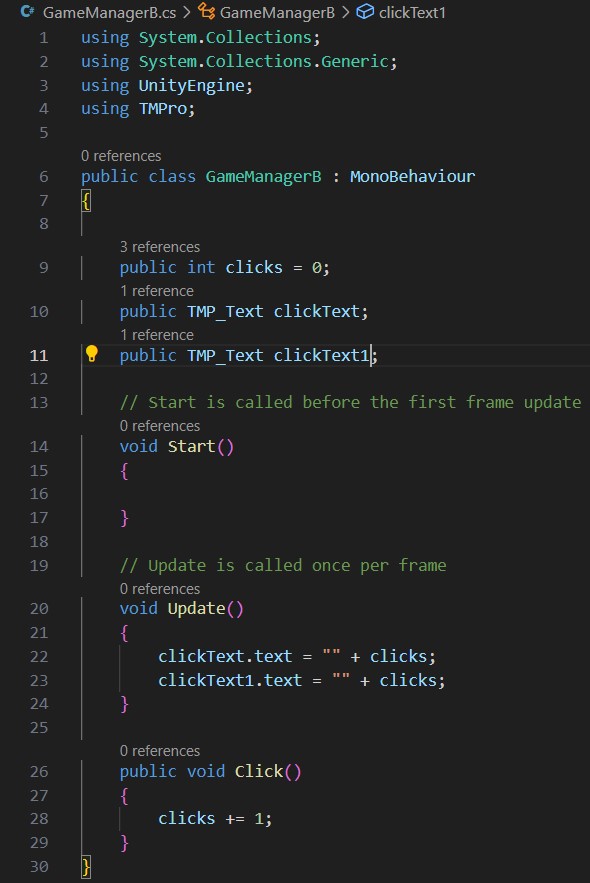 GameManagerB.cs > GameManagerB > clickText1
1 using System.Collections;
2 using System.Collections.Generic;
3 using UnityEngine;
4 using TMPro;
5
0 references
6 public class GameManagerB : MonoBehaviour
7 {
8
3 references
9 public int clicks = 0;
1 reference
10 public TMP_Text clickText;
1 reference
11 public TMP_Text clickText1;
12
13 // Start is called before the first frame update
0 references
14 void Start()
15 {
16
17 }
18
19 // Update is called once per frame
0 references
20 void Update()
21 {
22 clickText.text = "" + clicks;
23 clickText1.text = "" + clicks;
24 }
25
0 references
26 public void Click()
27 {
28 clicks += 1;
29 }
30 }